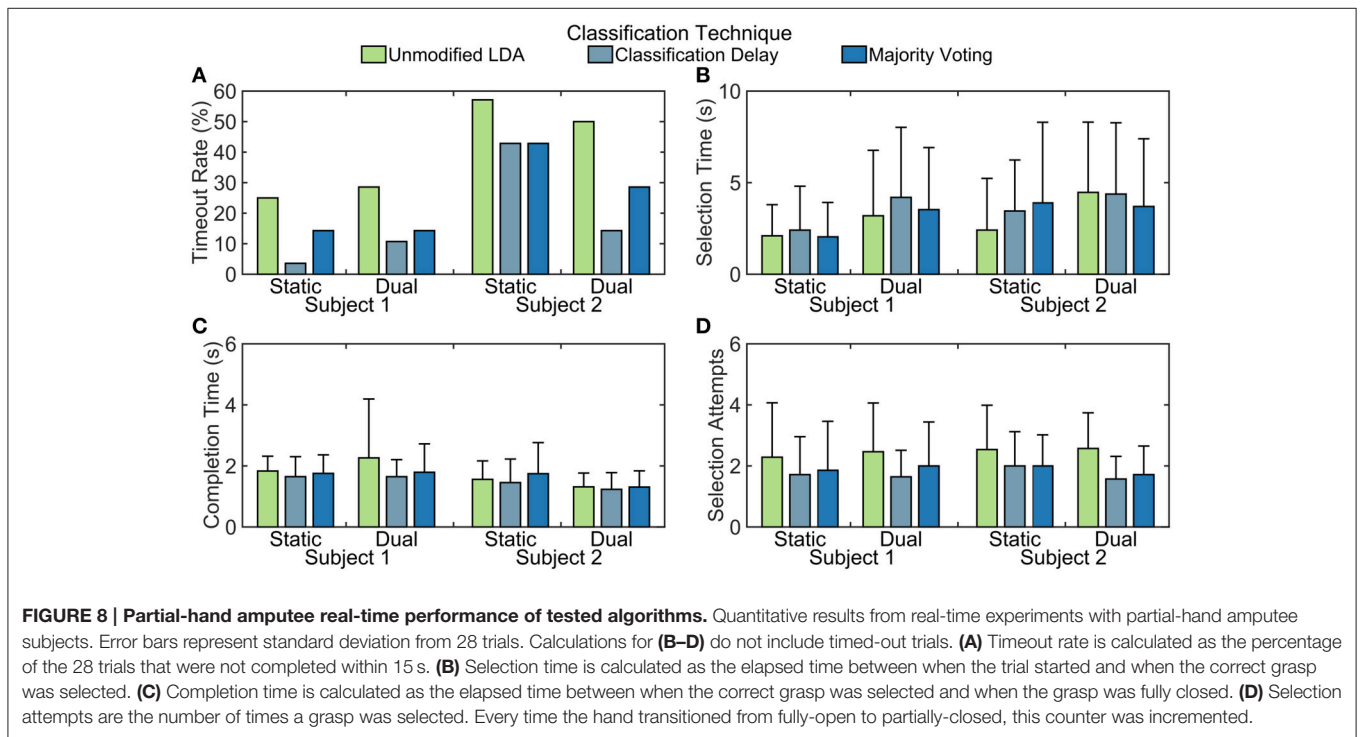 Classification Technique
Unmodified LDA Classification Delay Majority Voting
A
Timeout Rate (%)
60
50
40
30
20
10
0
Static Dual Static Dual
Subject 1 Subject 2
B
Selection Time (s)
10
5
0
Static Dual Static Dual
Subject 1 Subject 2
C
Completion Time (s)
6
4
2
0
Static Dual Static Dual
Subject 1 Subject 2
D
Selection Attempts
6
4
2
0
Static Dual Static Dual
Subject 1 Subject 2
FIGURE 8 | Partial-hand amputee real-time performance of tested algorithms. Quantitative results from real-time experiments with partial-hand amputee
subjects. Error bars represent standard deviation from 28 trials. Calculations for (B–D) do not include timed-out trials. (A) Timeout rate is calculated as the percentage
of the 28 trials that were not completed within 15 s. (B) Selection time is calculated as the elapsed time between when the trial started and when the correct grasp
was selected. (C) Completion time is calculated as the elapsed time between when the correct grasp was selected and when the grasp was fully closed. (D) Selection
attempts are the number of times a grasp was selected. Every time the hand transitioned from fully-open to partially-closed, this counter was incremented.